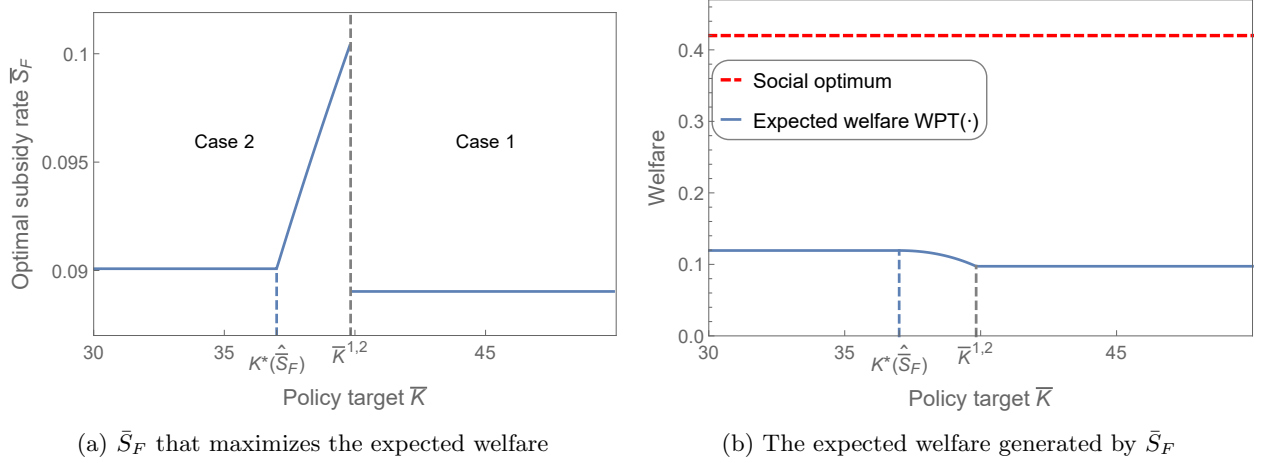 0.1
0.095
0.09
Optimal subsidy rate S̅_F
Case 2
Case 1
30
35
K*(Ŝ̅_F)
K̅^{1,2}
45
Policy target K̅
(a) S̄_F that maximizes the expected welfare
0.4
0.3
0.2
0.1
0.0
Welfare
Social optimum
Expected welfare WPT(·)
30
35
K*(Ŝ̅_F)
K̅^{1,2}
45
Policy target K̅
(b) The expected welfare generated by S̄_F